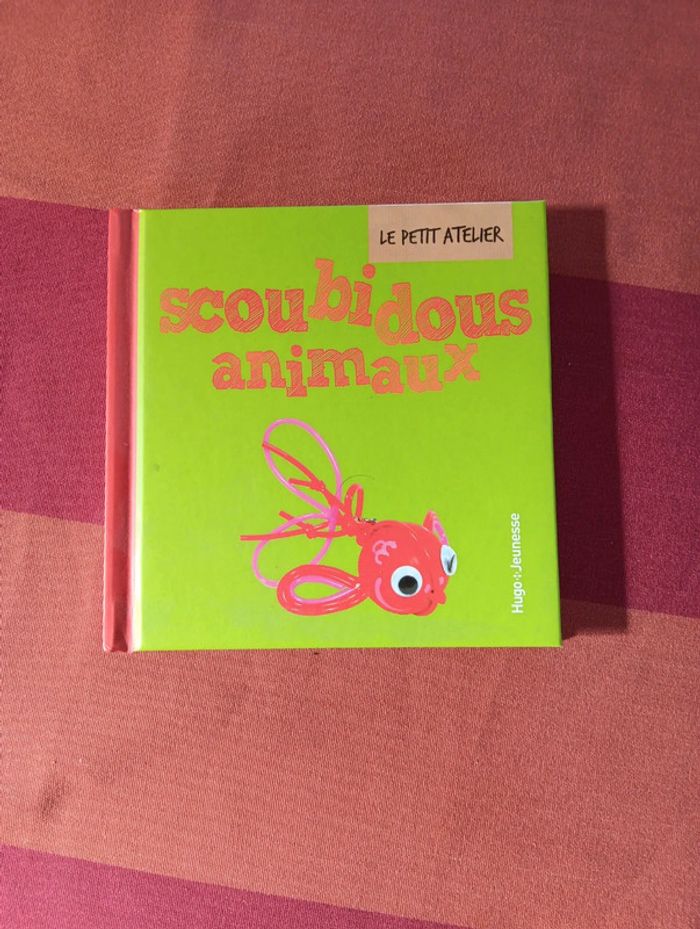 LE PETIT ATELIER
scoubidous
animaux
Hugo+Jeunesse